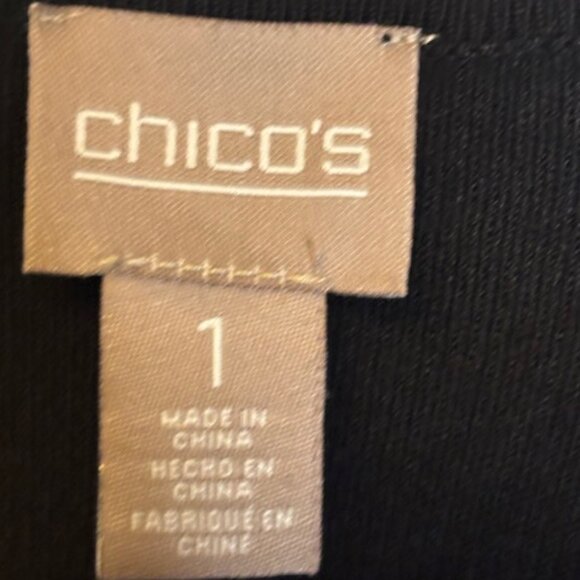 chico's
1
MADE IN
CHINA
HECHO EN
CHINA
FABRIQUÉ EN
CHINE